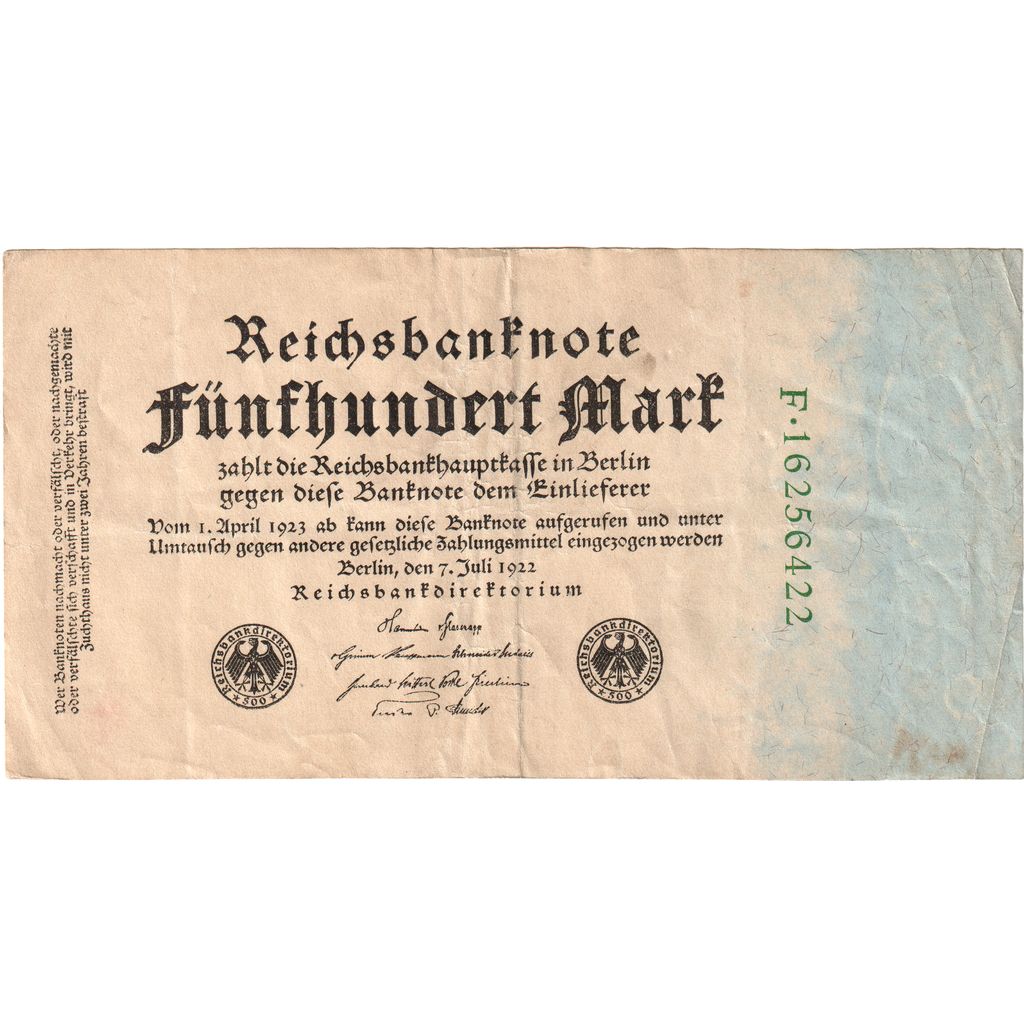 Wer Banknoten nachmacht oder verfälscht, oder nachgemachte
oder verfälschte sich verschafft und in Verkehr bringt, wird mit
Zuchthaus nicht unter zwei Jahren bestraft
Reichsbanknote
Fünfhundert Mark
zahlt die Reichsbankhauptkasse in Berlin
gegen diese Banknote dem Einlieferer
Vom 1. April 1923 ab kann diese Banknote aufgerufen und unter
Umtausch gegen andere gesetzliche Zahlungsmittel eingezogen werden
Berlin, den 7. Juli 1922
Reichsbankdirektorium
Reichsbankdirektorium
500
Reichsbankdirektorium
500
F·16256422